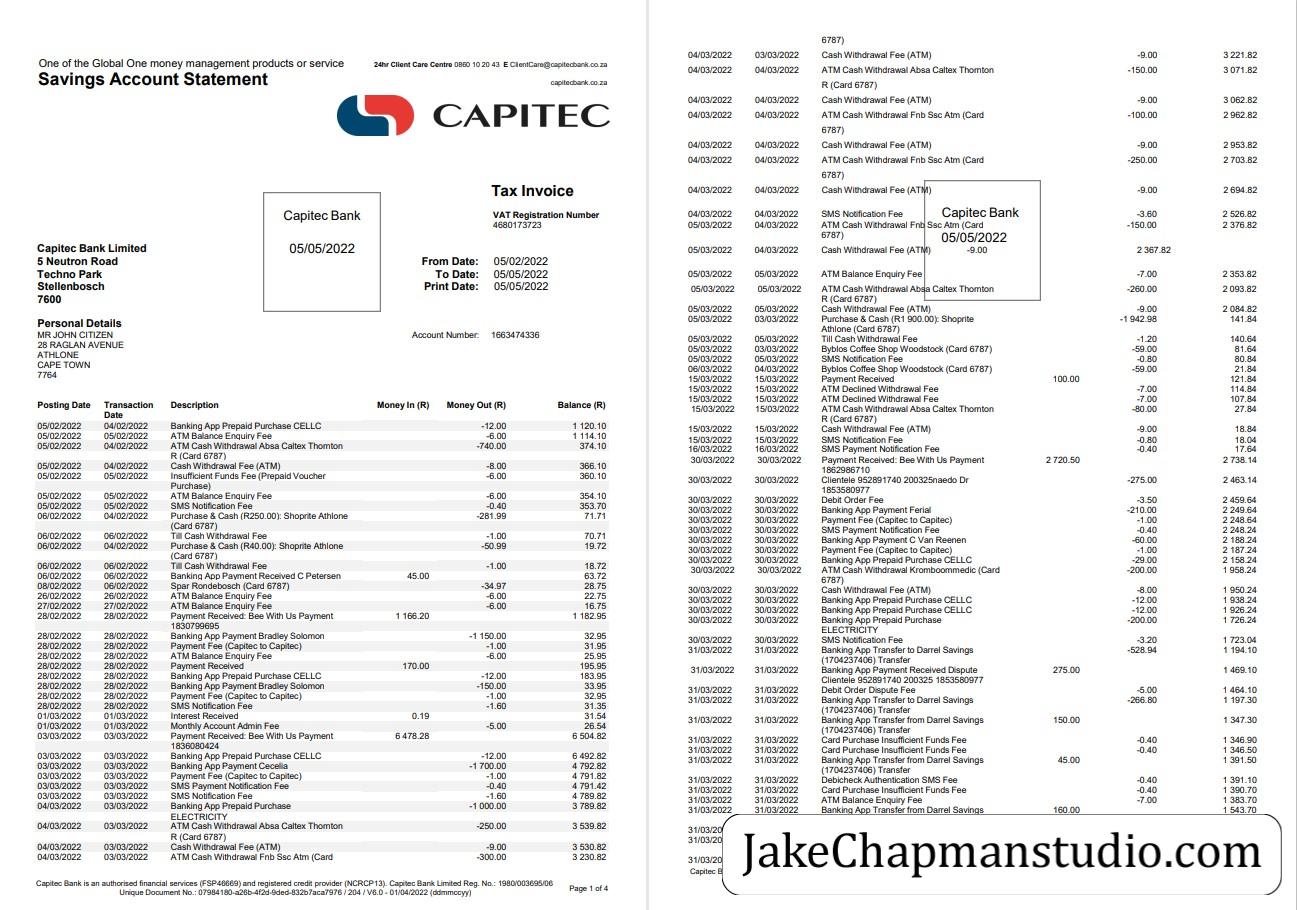 One of the Global One money management products or service
24hr Client Care Centre 0860 10 20 43 E ClientCare@capitecbank.co.za
Savings Account Statement
capitecbank.co.za
CAPITEC
Capitec Bank
05/05/2022
Tax Invoice
VAT Registration Number
4680173723
Capitec Bank Limited
5 Neutron Road
Techno Park
Stellenbosch
7600
From Date: 05/02/2022
To Date: 05/05/2022
Print Date: 05/05/2022
Personal Details
MR JOHN CITIZEN
28 RAGLAN AVENUE
ATHLONE
CAPE TOWN
7764
Account Number: 1663474336
Posting Date Transaction Description Money In (R) Money Out (R) Balance (R)
Date
05/02/2022 04/02/2022 Banking App Prepaid Purchase CELLC -12.00 1 120.10
05/02/2022 05/02/2022 ATM Balance Enquiry Fee -6.00 1 114.10
05/02/2022 04/02/2022 ATM Cash Withdrawal Absa Caltex Thornton -740.00 374.10
R (Card 6787)
05/02/2022 04/02/2022 Cash Withdrawal Fee (ATM) -8.00 366.10
05/02/2022 05/02/2022 Insufficient Funds Fee (Prepaid Voucher -6.00 360.10
Purchase)
05/02/2022 05/02/2022 ATM Balance Enquiry Fee -6.00 354.10
05/02/2022 05/02/2022 SMS Notification Fee -0.40 353.70
06/02/2022 04/02/2022 Purchase & Cash (R250.00): Shoprite Athlone -281.99 71.71
(Card 6787)
06/02/2022 06/02/2022 Till Cash Withdrawal Fee -1.00 70.71
06/02/2022 04/02/2022 Purchase & Cash (R40.00): Shoprite Athlone -50.99 19.72
(Card 6787)
06/02/2022 06/02/2022 Till Cash Withdrawal Fee -1.00 18.72
06/02/2022 06/02/2022 Banking App Payment Received C Petersen 45.00 63.72
08/02/2022 06/02/2022 Spar Rondebosch (Card 6787) -34.97 28.75
26/02/2022 26/02/2022 ATM Balance Enquiry Fee -6.00 22.75
27/02/2022 27/02/2022 ATM Balance Enquiry Fee -6.00 16.75
28/02/2022 28/02/2022 Payment Received: Bee With Us Payment 1 166.20 1 182.95
1830799695
28/02/2022 28/02/2022 Banking App Payment Bradley Solomon -1 150.00 32.95
28/02/2022 28/02/2022 Payment Fee (Capitec to Capitec) -1.00 31.95
28/02/2022 28/02/2022 ATM Balance Enquiry Fee -6.00 25.95
28/02/2022 28/02/2022 Payment Received 170.00 195.95
28/02/2022 28/02/2022 Banking App Prepaid Purchase CELLC -12.00 183.95
28/02/2022 28/02/2022 Banking App Payment Bradley Solomon -150.00 33.95
28/02/2022 28/02/2022 Payment Fee (Capitec to Capitec) -1.00 32.95
28/02/2022 28/02/2022 SMS Notification Fee -1.60 31.35
01/03/2022 01/03/2022 Interest Received 0.19 31.54
01/03/2022 01/03/2022 Monthly Account Admin Fee -5.00 26.54
03/03/2022 03/03/2022 Payment Received: Bee With Us Payment 6 478.28 6 504.82
1836080424
03/03/2022 03/03/2022 Banking App Prepaid Purchase CELLC -12.00 6 492.82
03/03/2022 03/03/2022 Banking App Payment Cecelia -1 700.00 4 792.82
03/03/2022 03/03/2022 Payment Fee (Capitec to Capitec) -1.00 4 791.82
03/03/2022 03/03/2022 SMS Payment Notification Fee -0.40 4 791.42
03/03/2022 03/03/2022 SMS Notification Fee -1.60 4 789.82
04/03/2022 03/03/2022 Banking App Prepaid Purchase -1 000.00 3 789.82
ELECTRICITY
04/03/2022 03/03/2022 ATM Cash Withdrawal Absa Caltex Thornton -250.00 3 539.82
R (Card 6787)
04/03/2022 03/03/2022 Cash Withdrawal Fee (ATM) -9.00 3 530.82
04/03/2022 03/03/2022 ATM Cash Withdrawal Fnb Ssc Atm (Card -300.00 3 230.82
Capitec Bank is an authorised financial services (FSP46669) and registered credit provider (NCRCP13). Capitec Bank Limited Reg. No.: 1980/003695/06
Unique Document No.: 07984180-a26b-4f2d-9ded-832b7aca7976 / 204 / V6.0 - 01/04/2022 (ddmmccyy)
Page 1 of 4
6787)
04/03/2022 03/03/2022 Cash Withdrawal Fee (ATM) -9.00 3 221.82
04/03/2022 04/03/2022 ATM Cash Withdrawal Absa Caltex Thornton -150.00 3 071.82
R (Card 6787)
04/03/2022 04/03/2022 Cash Withdrawal Fee (ATM) -9.00 3 062.82
04/03/2022 04/03/2022 ATM Cash Withdrawal Fnb Ssc Atm (Card -100.00 2 962.82
6787)
04/03/2022 04/03/2022 Cash Withdrawal Fee (ATM) -9.00 2 953.82
04/03/2022 04/03/2022 ATM Cash Withdrawal Fnb Ssc Atm (Card -250.00 2 703.82
6787)
04/03/2022 04/03/2022 Cash Withdrawal Fee (ATM) -9.00 2 694.82
Capitec Bank
05/05/2022
04/03/2022 04/03/2022 SMS Notification Fee -3.60 2 526.82
05/03/2022 04/03/2022 ATM Cash Withdrawal Fnb Ssc Atm (Card -150.00 2 376.82
6787)
05/03/2022 04/03/2022 Cash Withdrawal Fee (ATM) -9.00 2 367.82
05/03/2022 05/03/2022 ATM Balance Enquiry Fee -7.00 2 353.82
05/03/2022 05/03/2022 ATM Cash Withdrawal Absa Caltex Thornton -260.00 2 093.82
R (Card 6787)
05/03/2022 05/03/2022 Cash Withdrawal Fee (ATM) -9.00 2 084.82
05/03/2022 03/03/2022 Purchase & Cash (R1 900.00): Shoprite -1 942.98 141.84
Athlone (Card 6787)
05/03/2022 05/03/2022 Till Cash Withdrawal Fee -1.20 140.64
05/03/2022 03/03/2022 Byblos Coffee Shop Woodstock (Card 6787) -59.00 81.64
05/03/2022 05/03/2022 SMS Notification Fee -0.80 80.84
06/03/2022 04/03/2022 Byblos Coffee Shop Woodstock (Card 6787) -59.00 21.84
15/03/2022 15/03/2022 Payment Received 100.00 121.84
15/03/2022 15/03/2022 ATM Declined Withdrawal Fee -7.00 114.84
15/03/2022 15/03/2022 ATM Declined Withdrawal Fee -7.00 107.84
15/03/2022 15/03/2022 ATM Cash Withdrawal Absa Caltex Thornton -80.00 27.84
R (Card 6787)
15/03/2022 15/03/2022 Cash Withdrawal Fee (ATM) -9.00 18.84
15/03/2022 15/03/2022 SMS Notification Fee -0.80 18.04
16/03/2022 16/03/2022 SMS Payment Notification Fee -0.40 17.64
30/03/2022 30/03/2022 Payment Received: Bee With Us Payment 2 720.50 2 738.14
1862986710
30/03/2022 30/03/2022 Clientele 952891740 200325naedo Dr -275.00 2 463.14
1853580977
30/03/2022 30/03/2022 Debit Order Fee -3.50 2 459.64
30/03/2022 30/03/2022 Banking App Payment Ferial -210.00 2 249.64
30/03/2022 30/03/2022 Payment Fee (Capitec to Capitec) -1.00 2 248.64
30/03/2022 30/03/2022 SMS Payment Notification Fee -0.40 2 248.24
30/03/2022 30/03/2022 Banking App Payment C Van Reenen -60.00 2 188.24
30/03/2022 30/03/2022 Payment Fee (Capitec to Capitec) -1.00 2 187.24
30/03/2022 30/03/2022 Banking App Prepaid Purchase CELLC -29.00 2 158.24
30/03/2022 30/03/2022 ATM Cash Withdrawal Kromboommedic (Card -200.00 1 958.24
6787)
30/03/2022 30/03/2022 Cash Withdrawal Fee (ATM) -8.00 1 950.24
30/03/2022 30/03/2022 Banking App Prepaid Purchase CELLC -12.00 1 938.24
30/03/2022 30/03/2022 Banking App Prepaid Purchase CELLC -12.00 1 926.24
30/03/2022 30/03/2022 Banking App Prepaid Purchase -200.00 1 726.24
ELECTRICITY
30/03/2022 30/03/2022 SMS Notification Fee -3.20 1 723.04
31/03/2022 31/03/2022 Banking App Transfer to Darrel Savings -528.94 1 194.10
(1704237406) Transfer
31/03/2022 31/03/2022 Banking App Payment Received Dispute 275.00 1 469.10
Clientele 952891740 200325 1853580977
31/03/2022 31/03/2022 Debit Order Dispute Fee -5.00 1 464.10
31/03/2022 31/03/2022 Banking App Transfer to Darrel Savings -266.80 1 197.30
(1704237406) Transfer
31/03/2022 31/03/2022 Banking App Transfer from Darrel Savings 150.00 1 347.30
(1704237406) Transfer
31/03/2022 31/03/2022 Card Purchase Insufficient Funds Fee -0.40 1 346.90
31/03/2022 31/03/2022 Card Purchase Insufficient Funds Fee -0.40 1 346.50
31/03/2022 31/03/2022 Banking App Transfer from Darrel Savings 45.00 1 391.50
(1704237406) Transfer
31/03/2022 31/03/2022 Debicheck Authentication SMS Fee -0.40 1 391.10
31/03/2022 31/03/2022 Card Purchase Insufficient Funds Fee -0.40 1 390.70
31/03/2022 31/03/2022 ATM Balance Enquiry Fee -7.00 1 383.70
31/03/2022 31/03/2022 Banking App Transfer from Darrel Savings 160.00 1 543.70
31/03/20
31/03/20
31/03/20
Capitec B
JakeChapmanstudio.com